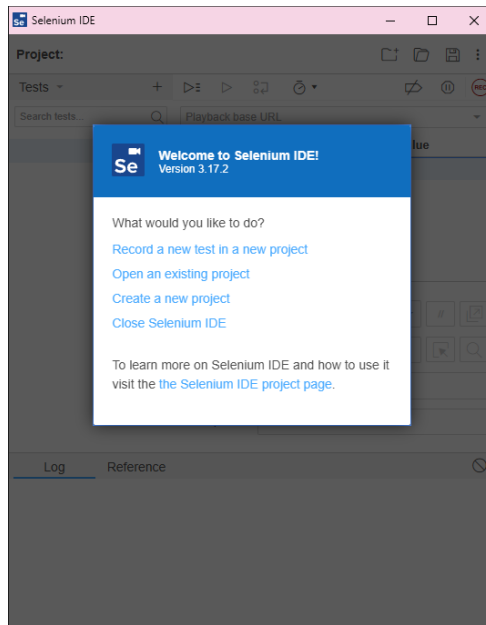 Se Selenium IDE
Project:
Tests
Search tests...
Playback base URL
lue
REC
Se
Welcome to Selenium IDE!
Version 3.17.2
What would you like to do?
Record a new test in a new project
Open an existing project
Create a new project
Close Selenium IDE
To learn more on Selenium IDE and how to use it
visit the the Selenium IDE project page.
//
Log Reference